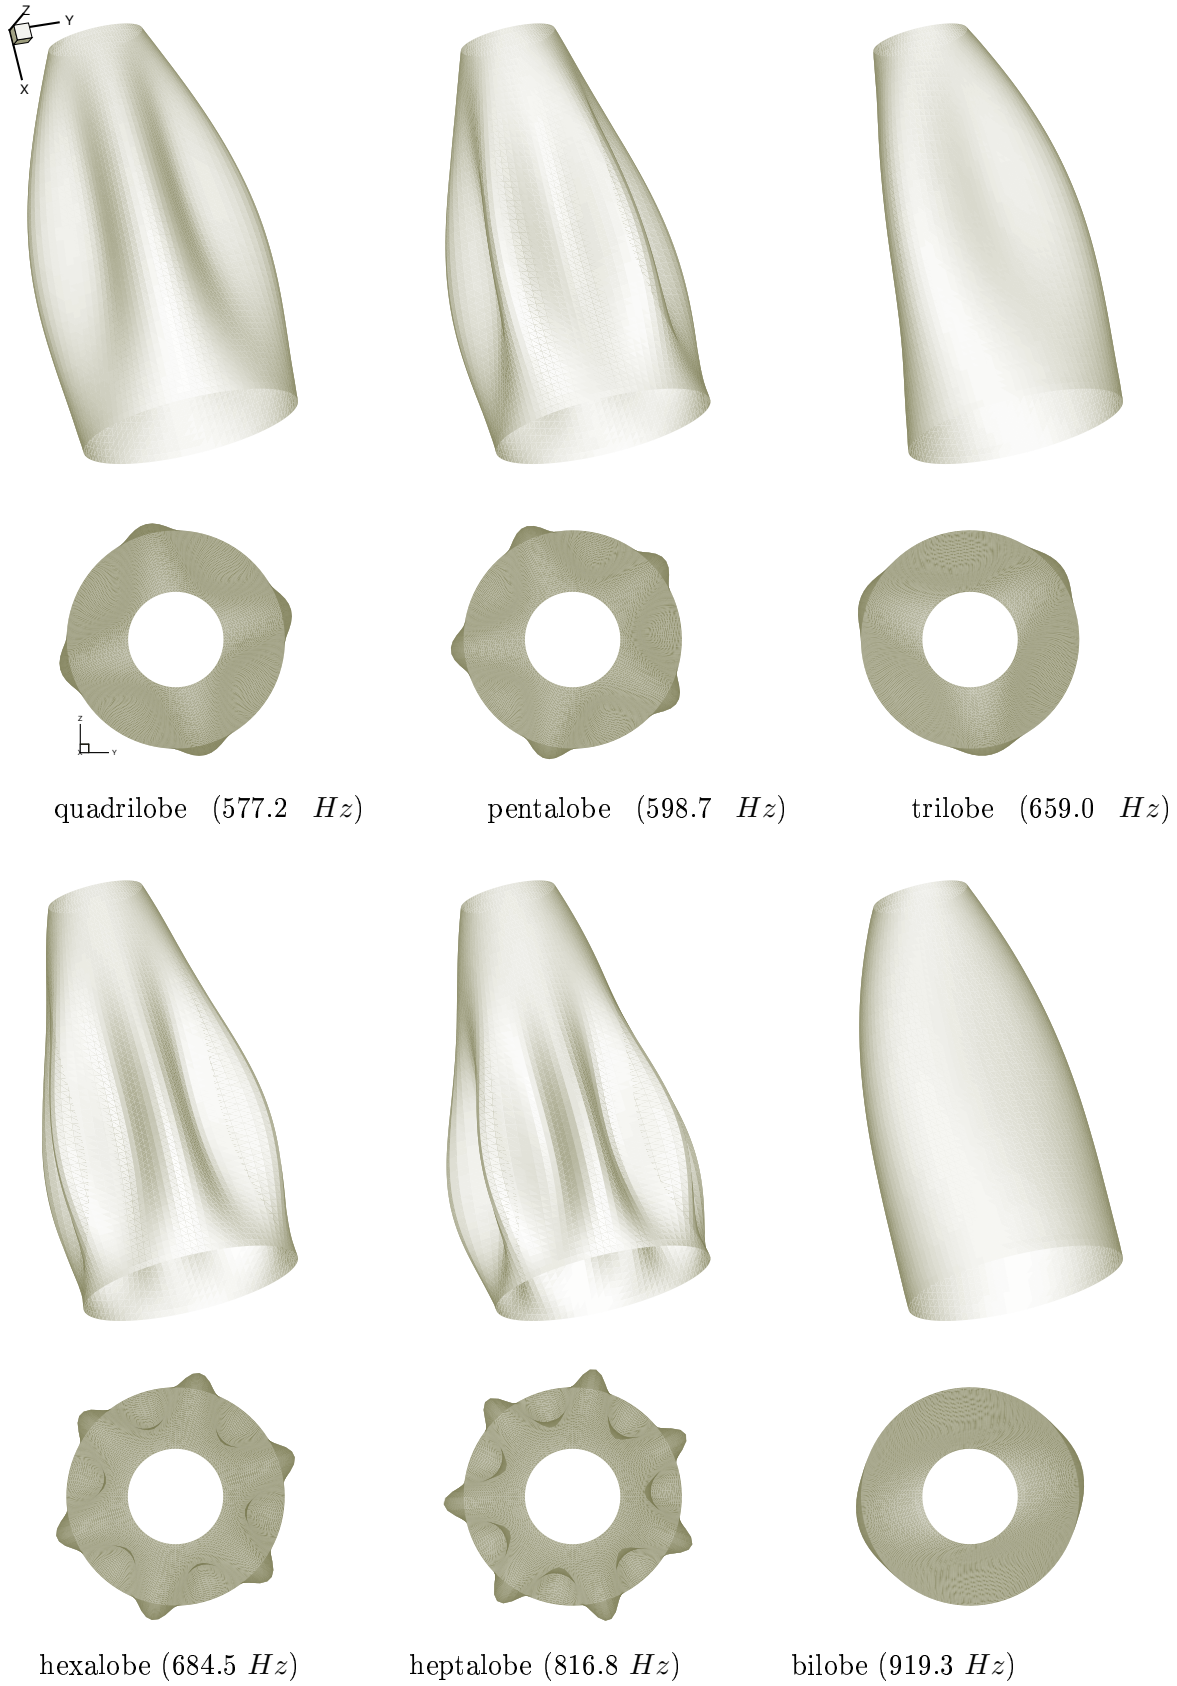 Z
Y
X
Z
X
Y
quadrilobe (577.2 Hz)
pentalobe (598.7 Hz)
trilobe (659.0 Hz)
hexalobe (684.5 Hz)
heptalobe (816.8 Hz)
bilobe (919.3 Hz)